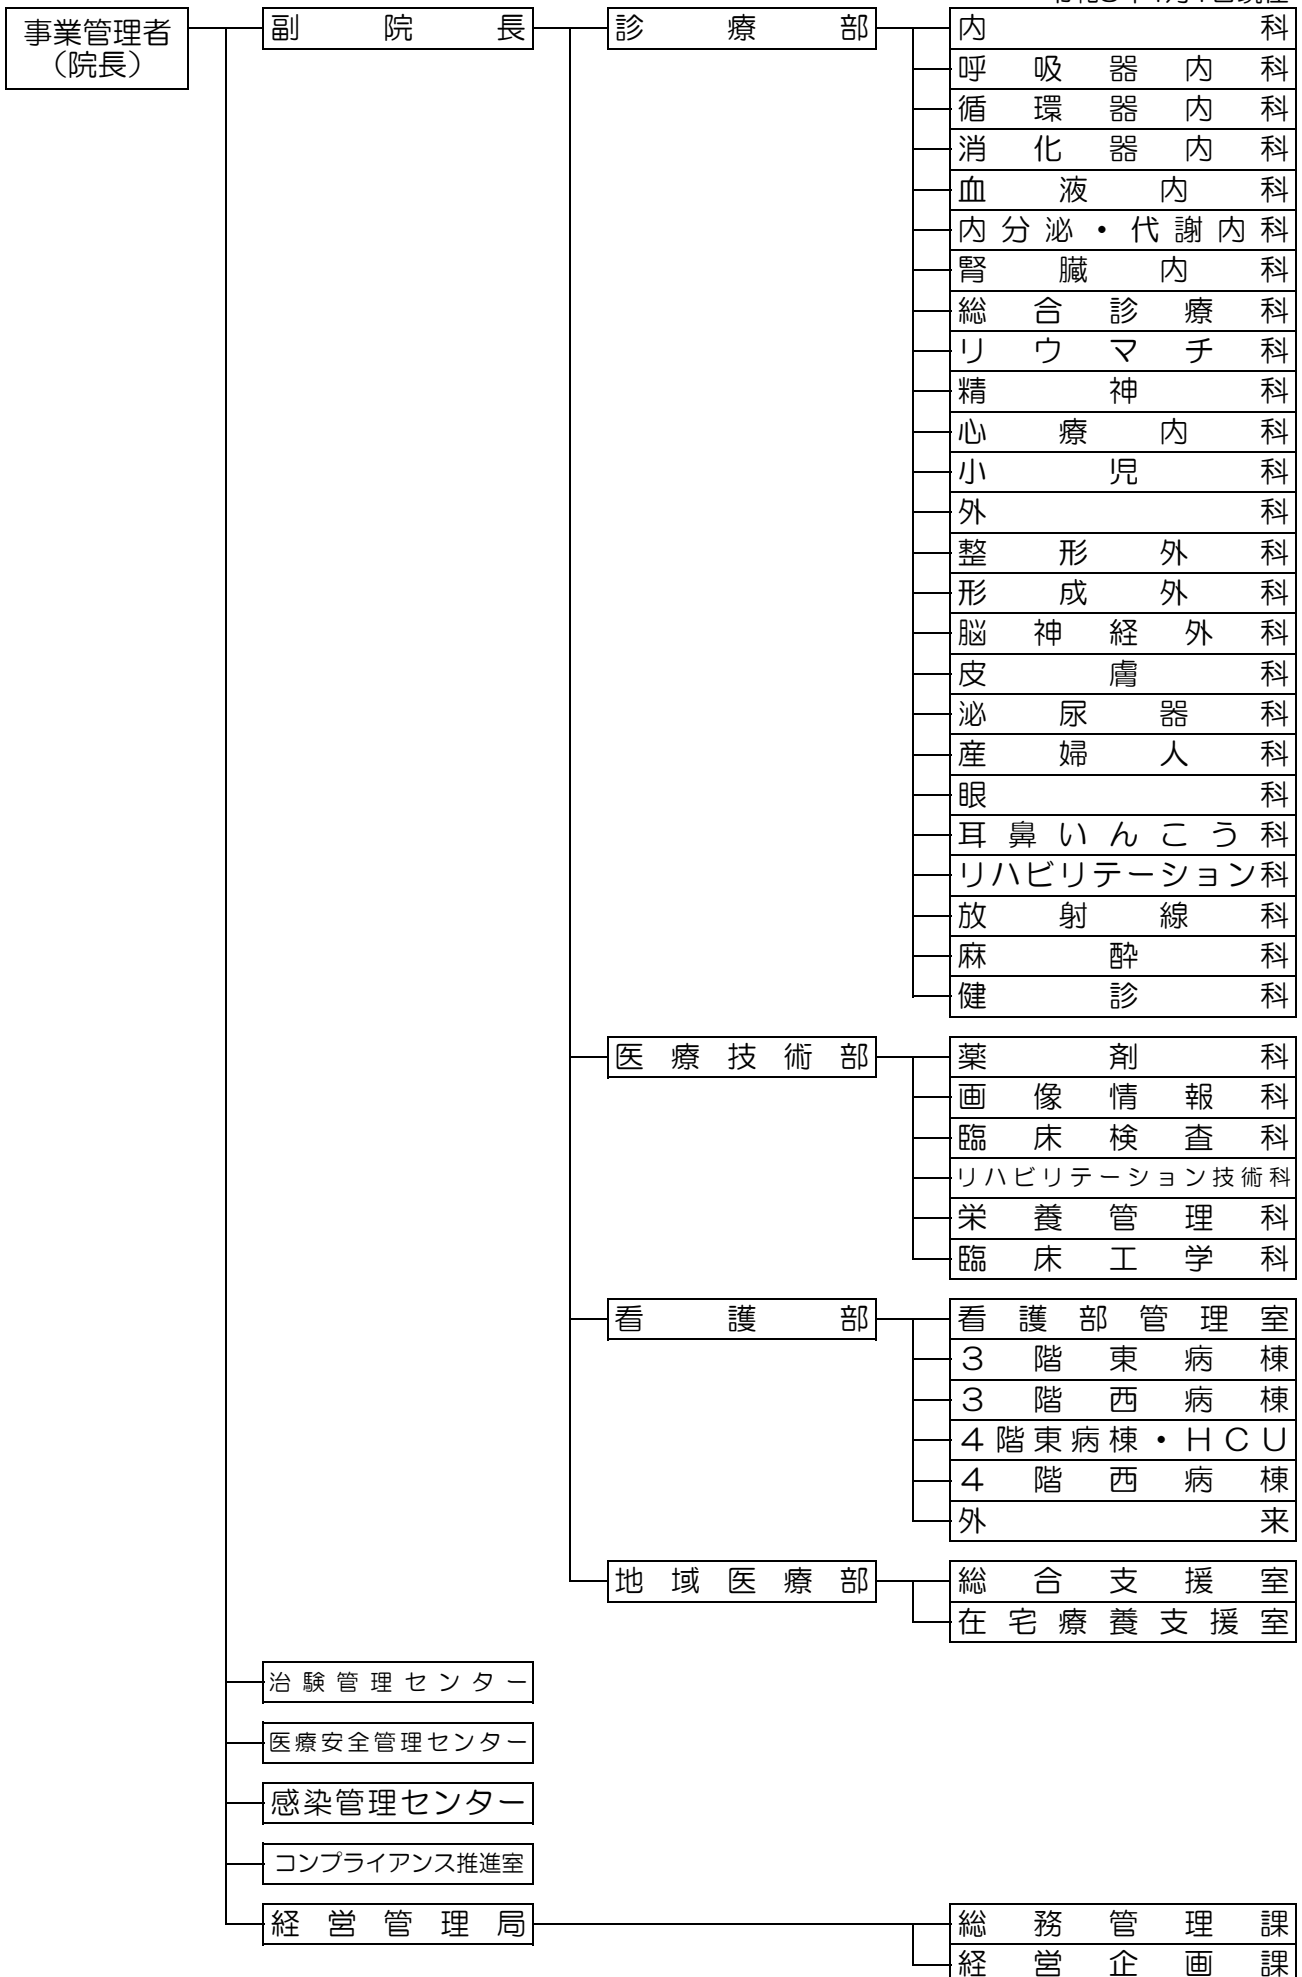 事業管理者
（院長）
副院長
診療部
内科
呼吸器内科
循環器内科
消化器内科
血液内科
内分泌・代謝内科
腎臓内科
総合診療科
リウマチ科
精神科
心療内科
小児科
外科
整形外科
形成外科
脳神経外科
皮膚科
泌尿器科
産婦人科
眼科
耳鼻いんこう科
リハビリテーション科
放射線科
麻酔科
健診科
医療技術部
薬剤科
画像情報科
臨床検査科
リハビリテーション技術科
栄養管理科
臨床工学科
看護部
看護部管理室
３階東病棟
３階西病棟
４階東病棟・ＨＣＵ
４階西病棟
外来
地域医療部
総合支援室
在宅療養支援室
治験管理センター
医療安全管理センター
感染管理センター
コンプライアンス推進室
経営管理局
総務管理課
経営企画課